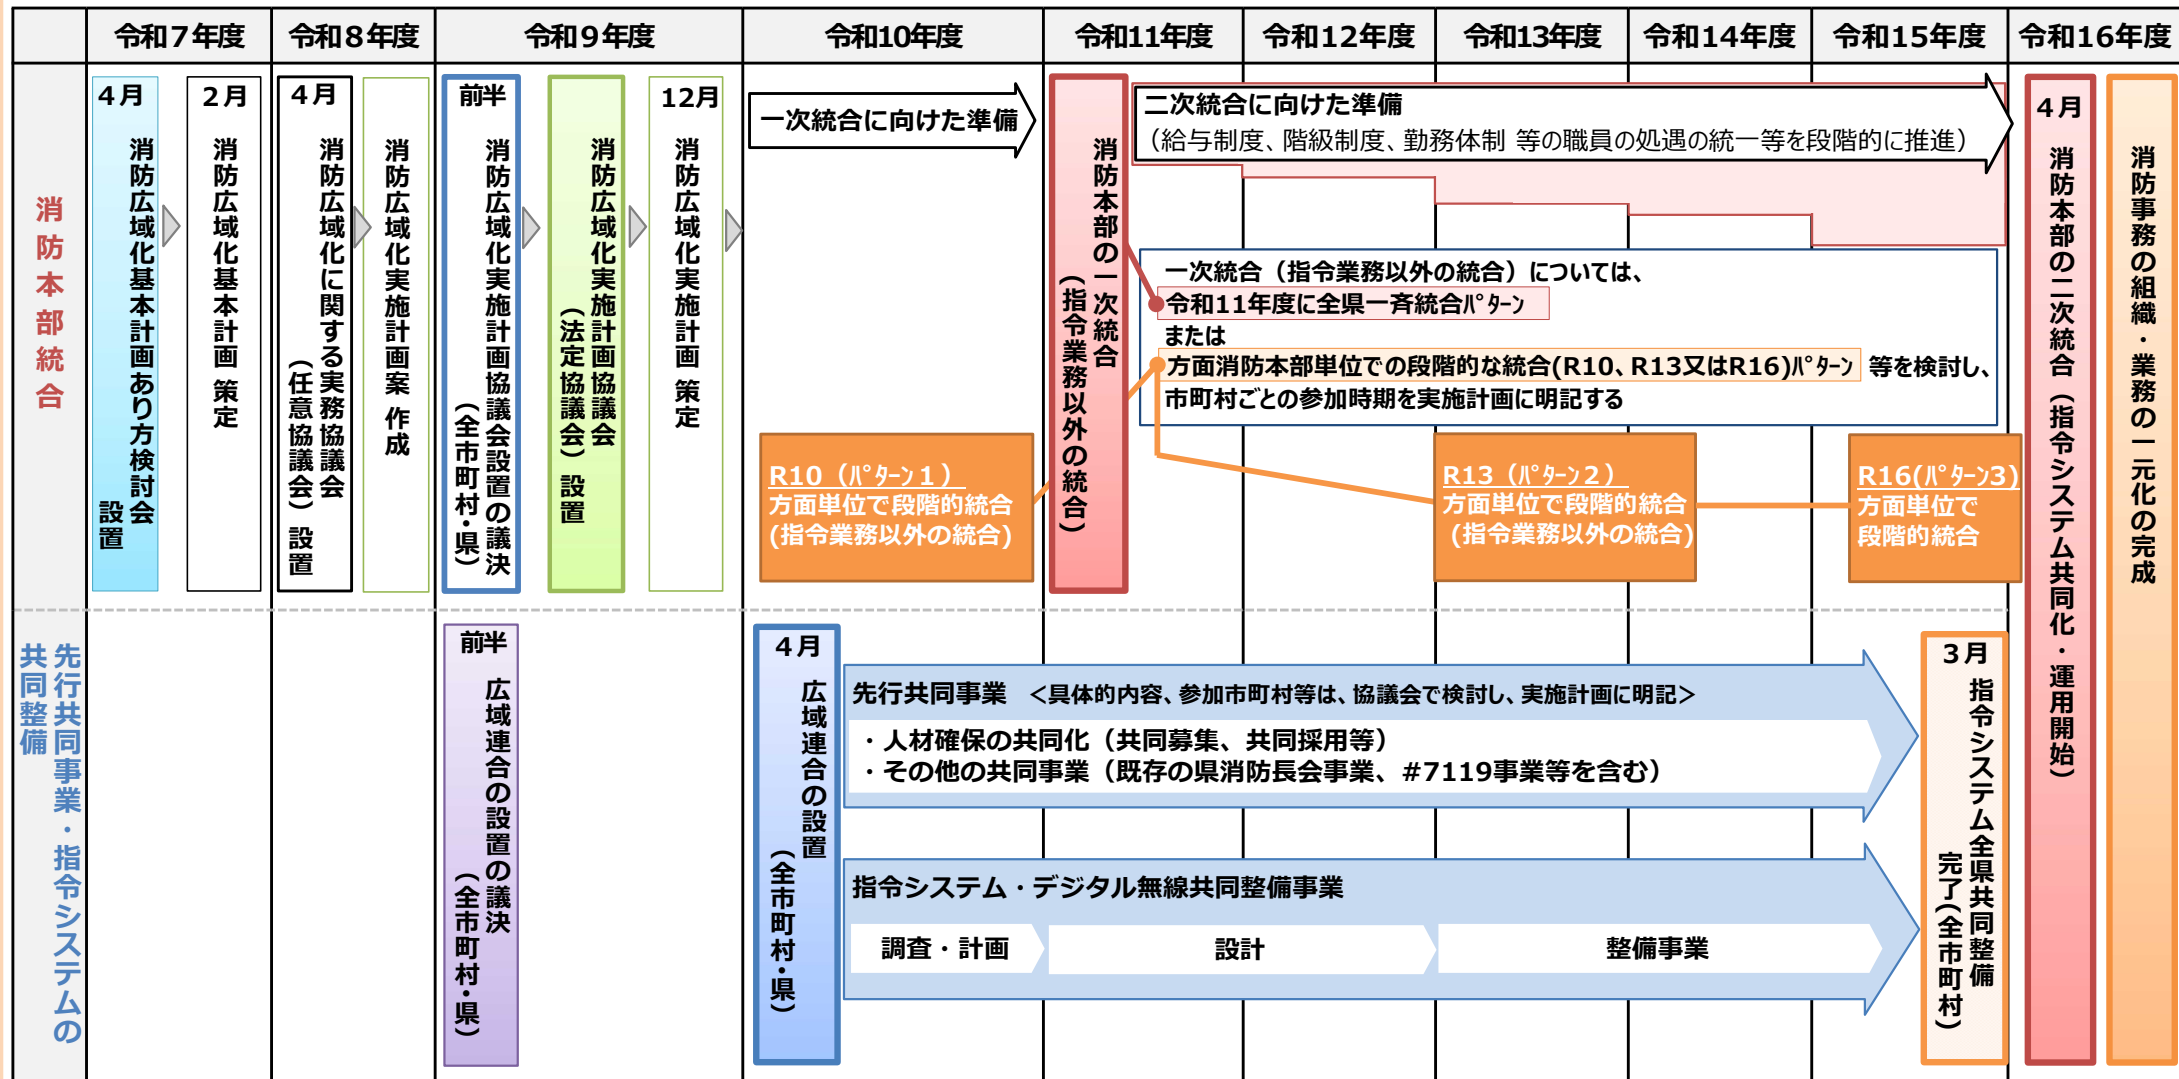 令和７年度
令和８年度
令和９年度
令和10年度
令和11年度
令和12年度
令和13年度
令和14年度
令和15年度
令和16年度
消防本部統合
４月
消防広域化基本計画あり方検討会
設置
２月
消防広域化基本計画 策定
４月
消防広域化に関する実務協議会
（任意協議会）設置
消防広域化実施計画案 作成
前半
消防広域化実施計画協議会設置の議決
（全市町村・県）
消防広域化実施計画協議会
（法定協議会）設置
12月
消防広域化実施計画 策定
一次統合に向けた準備
消防本部の一次統合
（指令業務以外の統合）
二次統合に向けた準備
（給与制度、階級制度、勤務体制 等の職員の処遇の統一等を段階的に推進）
一次統合（指令業務以外の統合）については、
令和11年度に全県一斉統合ﾊﾟﾀｰﾝ
または
方面消防本部単位での段階的な統合(R10、R13又はR16)ﾊﾟﾀｰﾝ 等を検討し、
市町村ごとの参加時期を実施計画に明記する
R10（ﾊﾟﾀｰﾝ１）
方面単位で段階的統合
(指令業務以外の統合)
R13（ﾊﾟﾀｰﾝ２）
方面単位で段階的統合
(指令業務以外の統合)
R16(ﾊﾟﾀｰﾝ3)
方面単位で
段階的統合
４月
消防本部の二次統合（指令システム共同化・運用開始）
消防事務の組織・業務の一元化の完成
先行共同事業・指令システムの
共同整備
前半
広域連合の設置の議決
（全市町村・県）
４月
広域連合の設置
（全市町村・県）
先行共同事業　＜具体的内容、参加市町村等は、協議会で検討し、実施計画に明記＞
・人材確保の共同化（共同募集、共同採用等）
・その他の共同事業（既存の県消防長会事業、＃7119事業等を含む）
指令システム・デジタル無線共同整備事業
調査・計画
設計
整備事業
３月
指令システム全県共同整備
完了(全市町村)